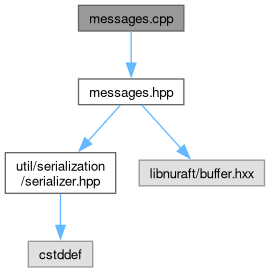 messages.cpp
messages.hpp
util/serialization
/serializer.hpp
libnuraft/buffer.hxx
cstddef